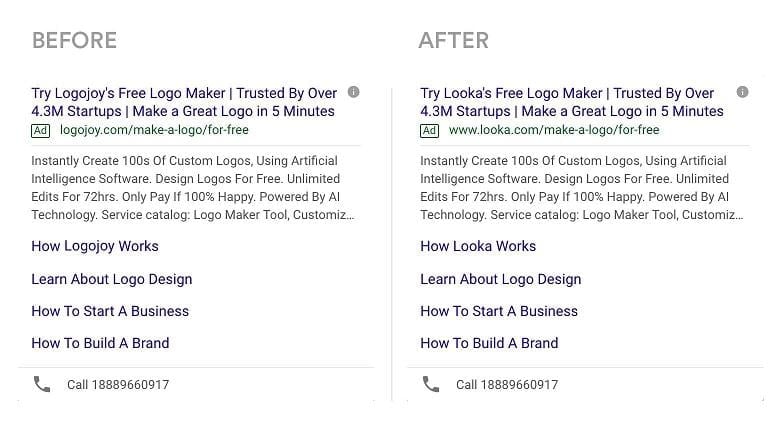 BEFORE
Try Logojoy's Free Logo Maker | Trusted By Over
4.3M Startups | Make a Great Logo in 5 Minutes
Ad logojoy.com/make-a-logo/for-free
Instantly Create 100s Of Custom Logos, Using Artificial
Intelligence Software. Design Logos For Free. Unlimited
Edits For 72hrs. Only Pay If 100% Happy. Powered By AI
Technology. Service catalog: Logo Maker Tool, Customiz...
How Logojoy Works
Learn About Logo Design
How To Start A Business
How To Build A Brand
Call 18889660917
AFTER
Try Looka's Free Logo Maker | Trusted By Over
4.3M Startups | Make a Great Logo in 5 Minutes
Ad www.looka.com/make-a-logo/for-free
Instantly Create 100s Of Custom Logos, Using Artificial
Intelligence Software. Design Logos For Free. Unlimited
Edits For 72hrs. Only Pay If 100% Happy. Powered By AI
Technology. Service catalog: Logo Maker Tool, Customiz...
How Looka Works
Learn About Logo Design
How To Start A Business
How To Build A Brand
Call 18889660917